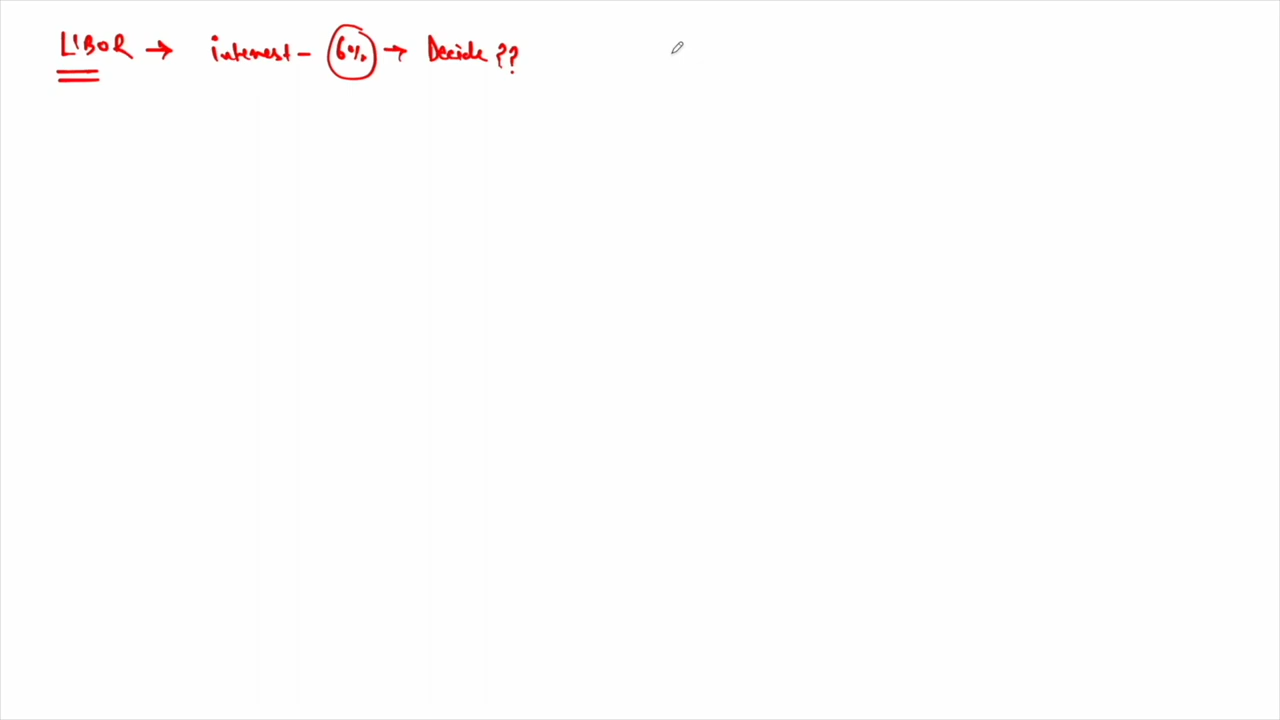 LIBOR → interest - 6% → Decide ??